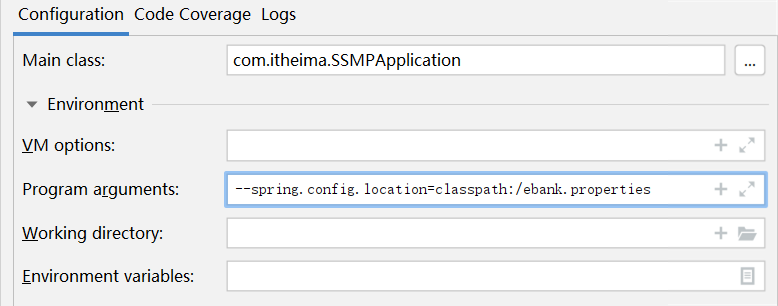 Configuration Code Coverage Logs
Main class: com.itheima.SSMPApplication ...
Environment
VM options:
Program arguments: --spring.config.location=classpath:/ebank.properties
Working directory:
Environment variables: